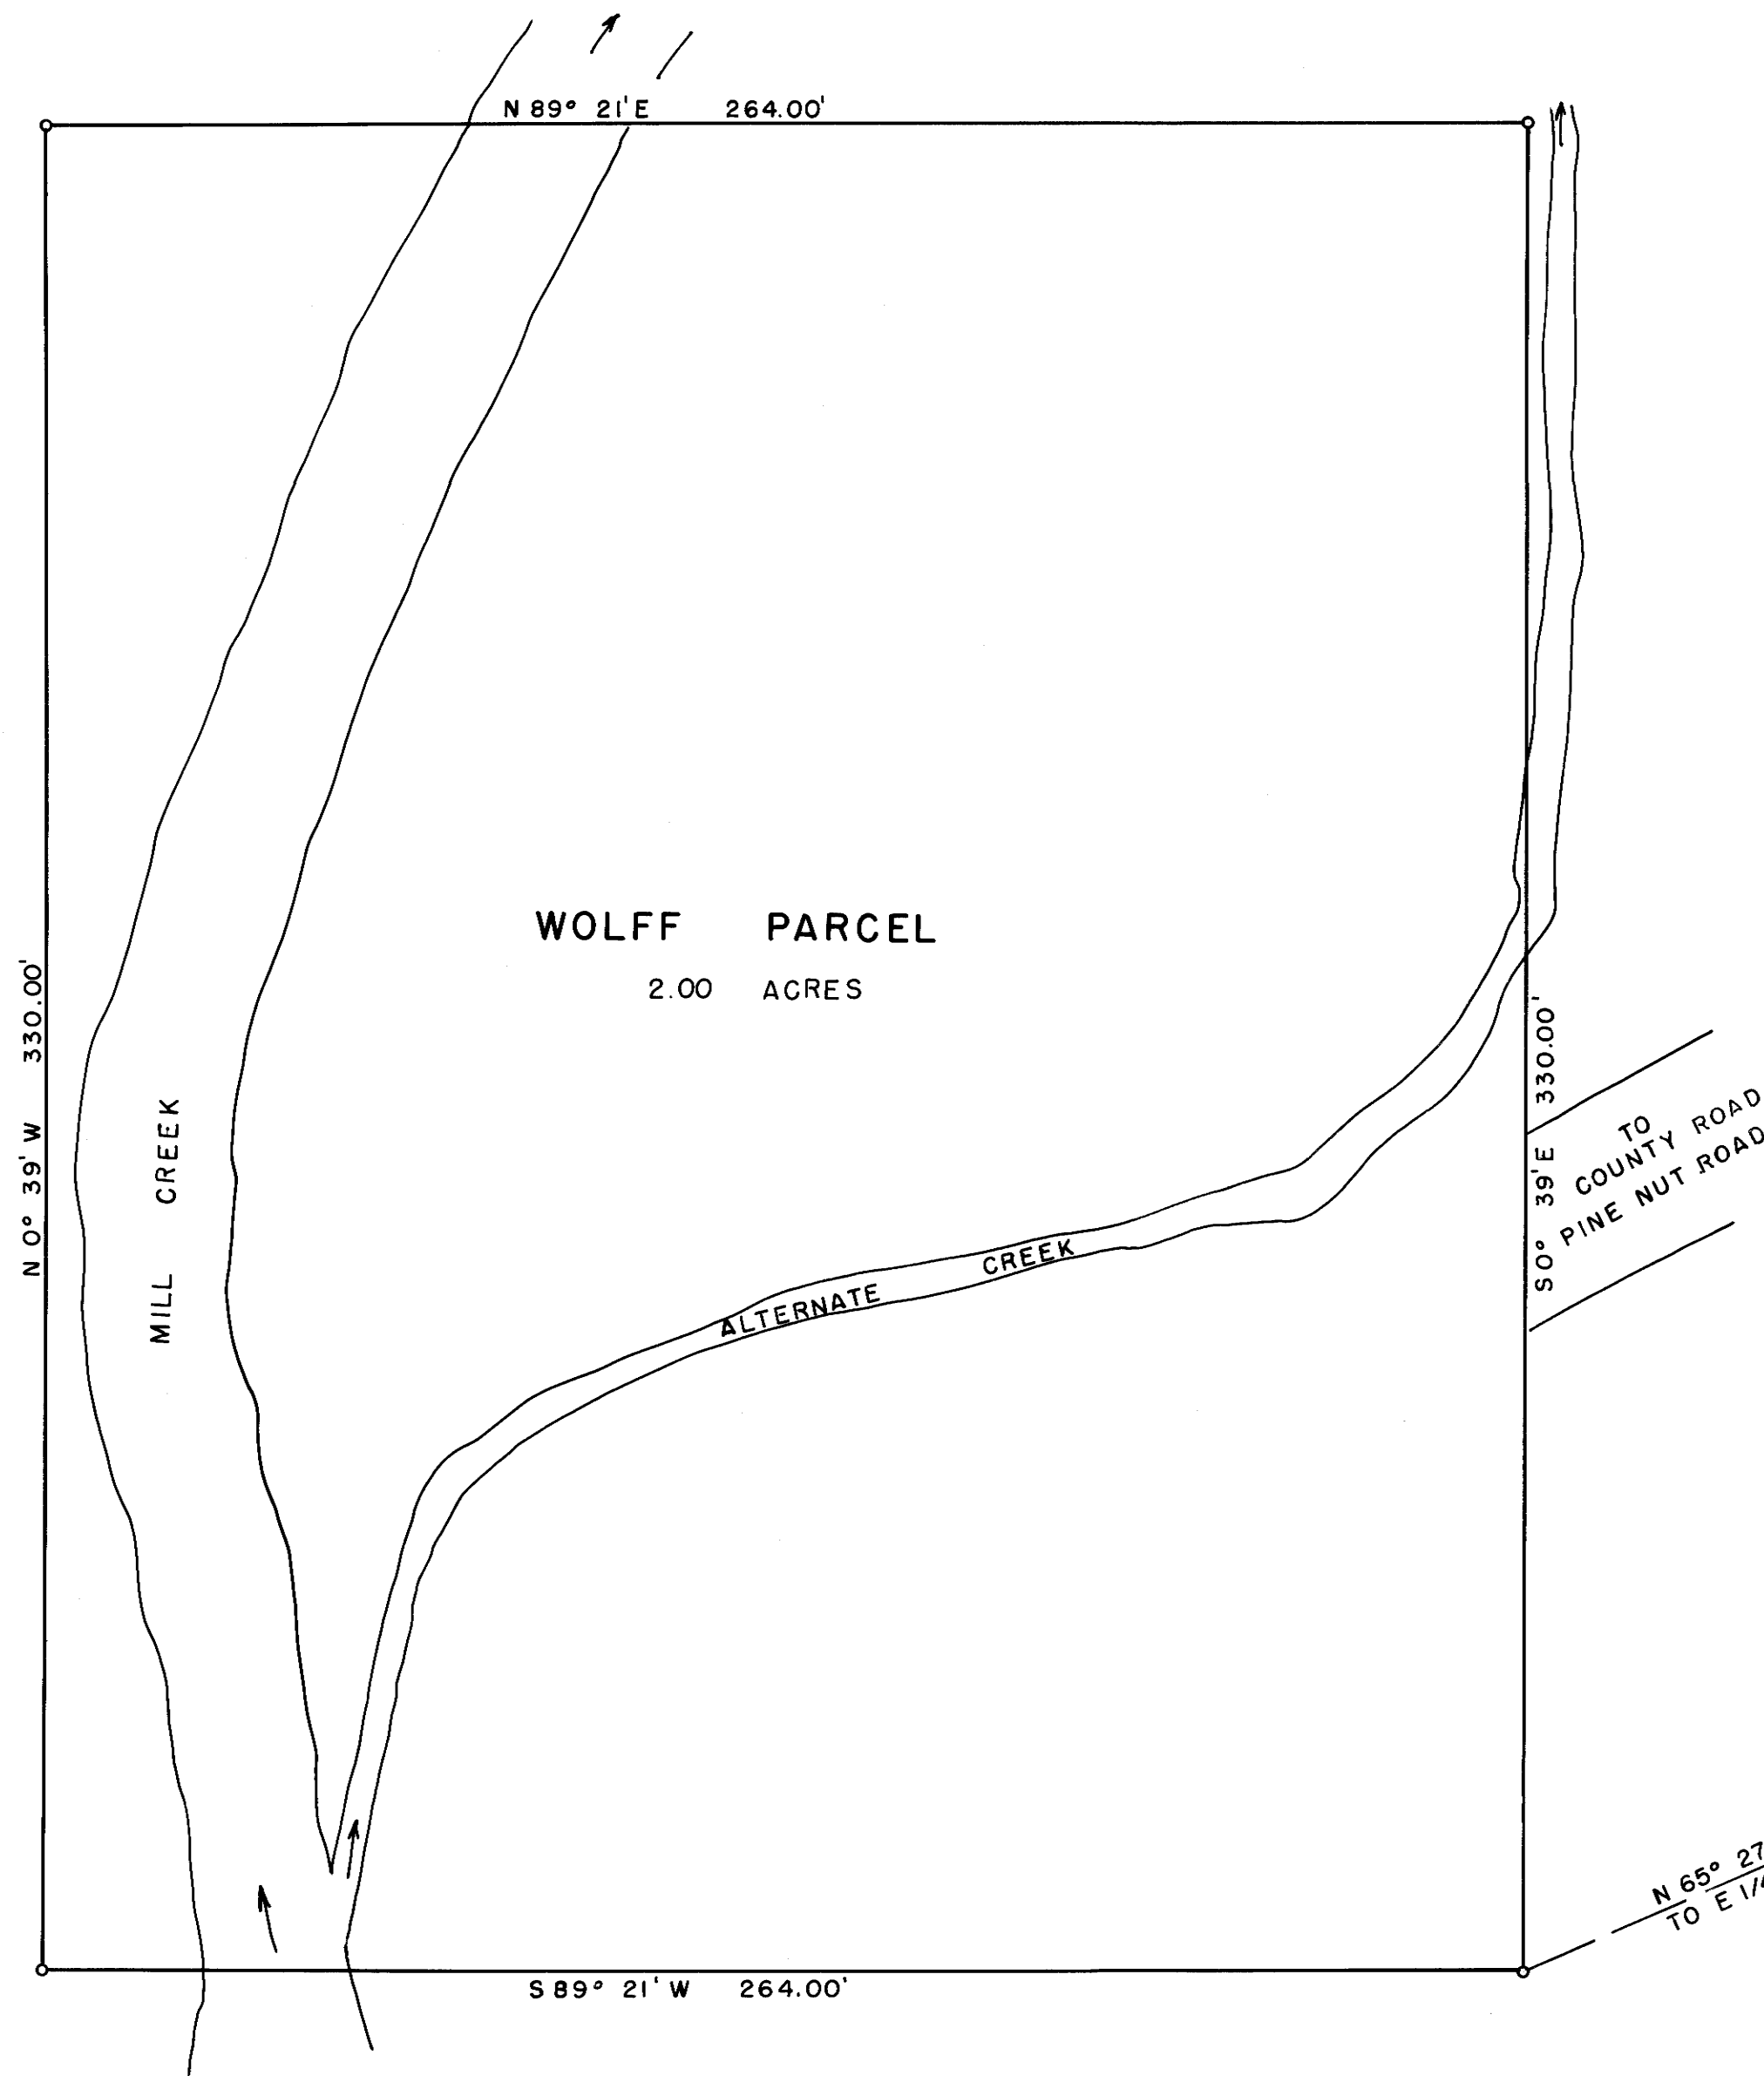 N 89° 21' E 264.00'
WOLFF PARCEL
2.00 ACRES
N 0° 39' W 330.00'
MILL CREEK
ALTERNATE CREEK
S 0° 39' E 330.00'
TO
COUNTY ROAD
PINE NUT ROAD
N 65° 27
TO E 1/4
S 89° 21' W 264.00'